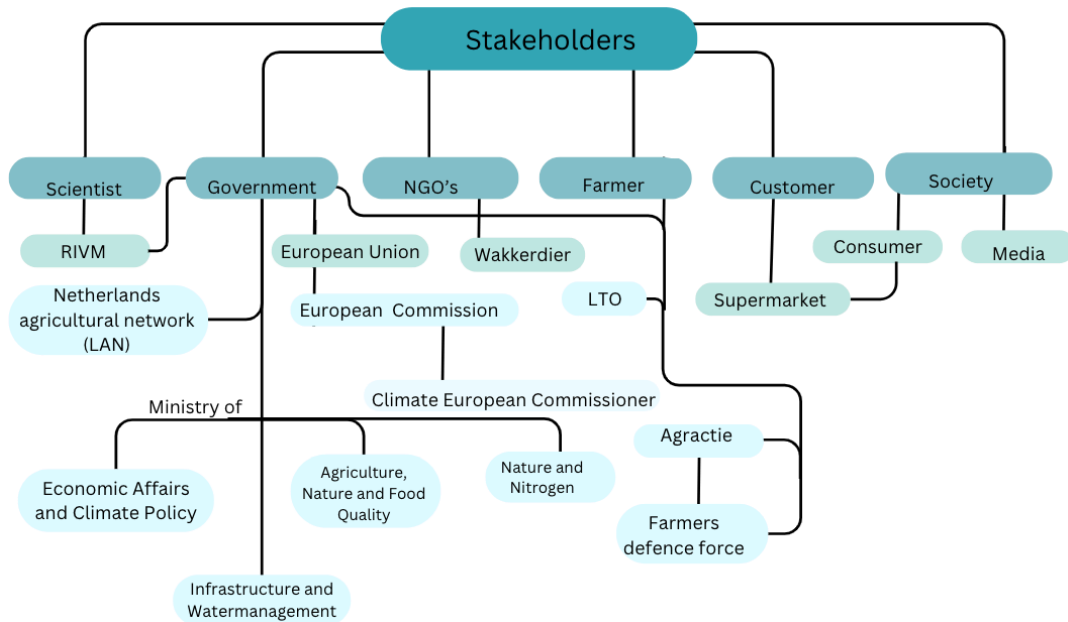 Stakeholders
Scientist
Government
NGO's
Farmer
Customer
Society
RIVM
European Union
Wakkerdier
Consumer
Media
Netherlands
agricultural network
(LAN)
European Commission
LTO
Supermarket
Climate European Commissioner
Ministry of
Agractie
Economic Affairs
and Climate Policy
Agriculture,
Nature and Food
Quality
Nature and
Nitrogen
Farmers
defence force
Infrastructure and
Watermanagement